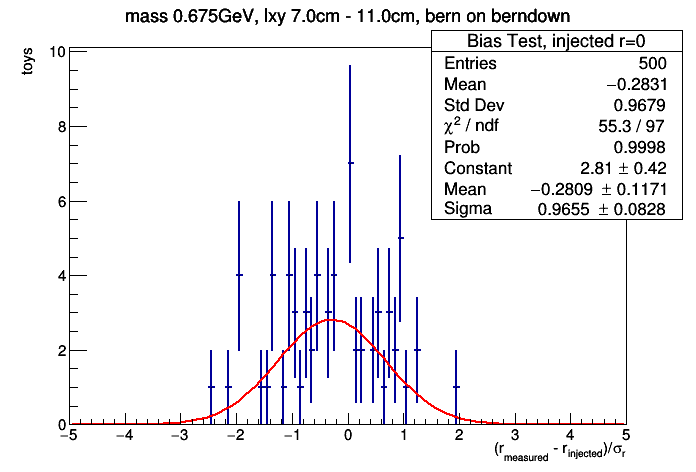 mass 0.675GeV, lxy 7.0cm - 11.0cm, bern on berndown
Bias Test, injected r=0
Entries 500
Mean −0.2831
Std Dev 0.9679
χ² / ndf 55.3 / 97
Prob 0.9998
Constant 2.81 ± 0.42
Mean −0.2809 ± 0.1171
Sigma 0.9655 ± 0.0828
toys
10
8
6
4
2
0
−5 −4 −3 −2 −1 0 1 2 3 4 5
(r_measured - r_injected)/σ_r